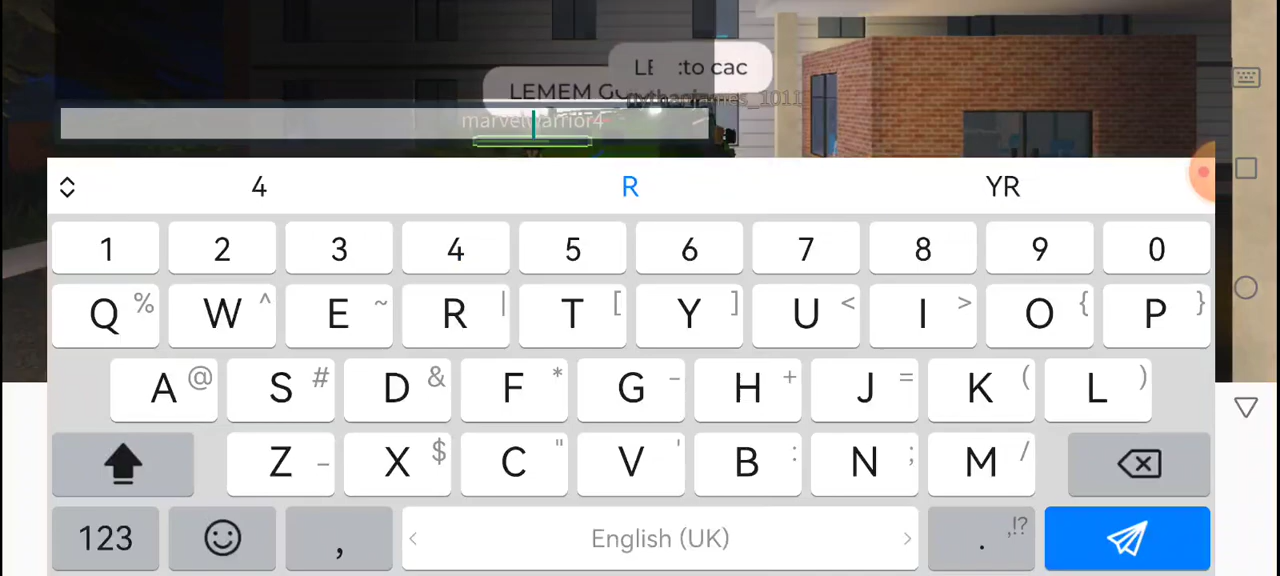 :to cac
LEMEM
marvelwarrior4
4 R YR
1 2 3 4 5 6 7 8 9 0
Q % W ^ E ~ R | T [ Y ] U < I > O { P }
A @ S # D & F * G - H + J = K ( L )
Z _ X $ C " V ' B : N ; M /
123 , < English (UK) > . ,!?